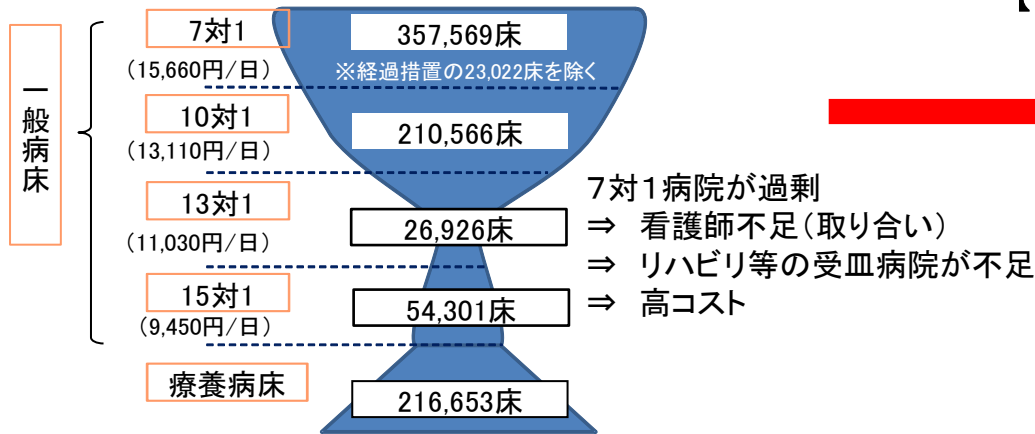 【
一般病床
7対1
357,569床
（15,660円/日）
※経過措置の23,022床を除く
10対1
210,566床
（13,110円/日）
13対1
26,926床
（11,030円/日）
15対1
54,301床
（9,450円/日）
療養病床
216,653床
７対１病院が過剰
⇒ 看護師不足（取り合い）
⇒ リハビリ等の受皿病院が不足
⇒ 高コスト